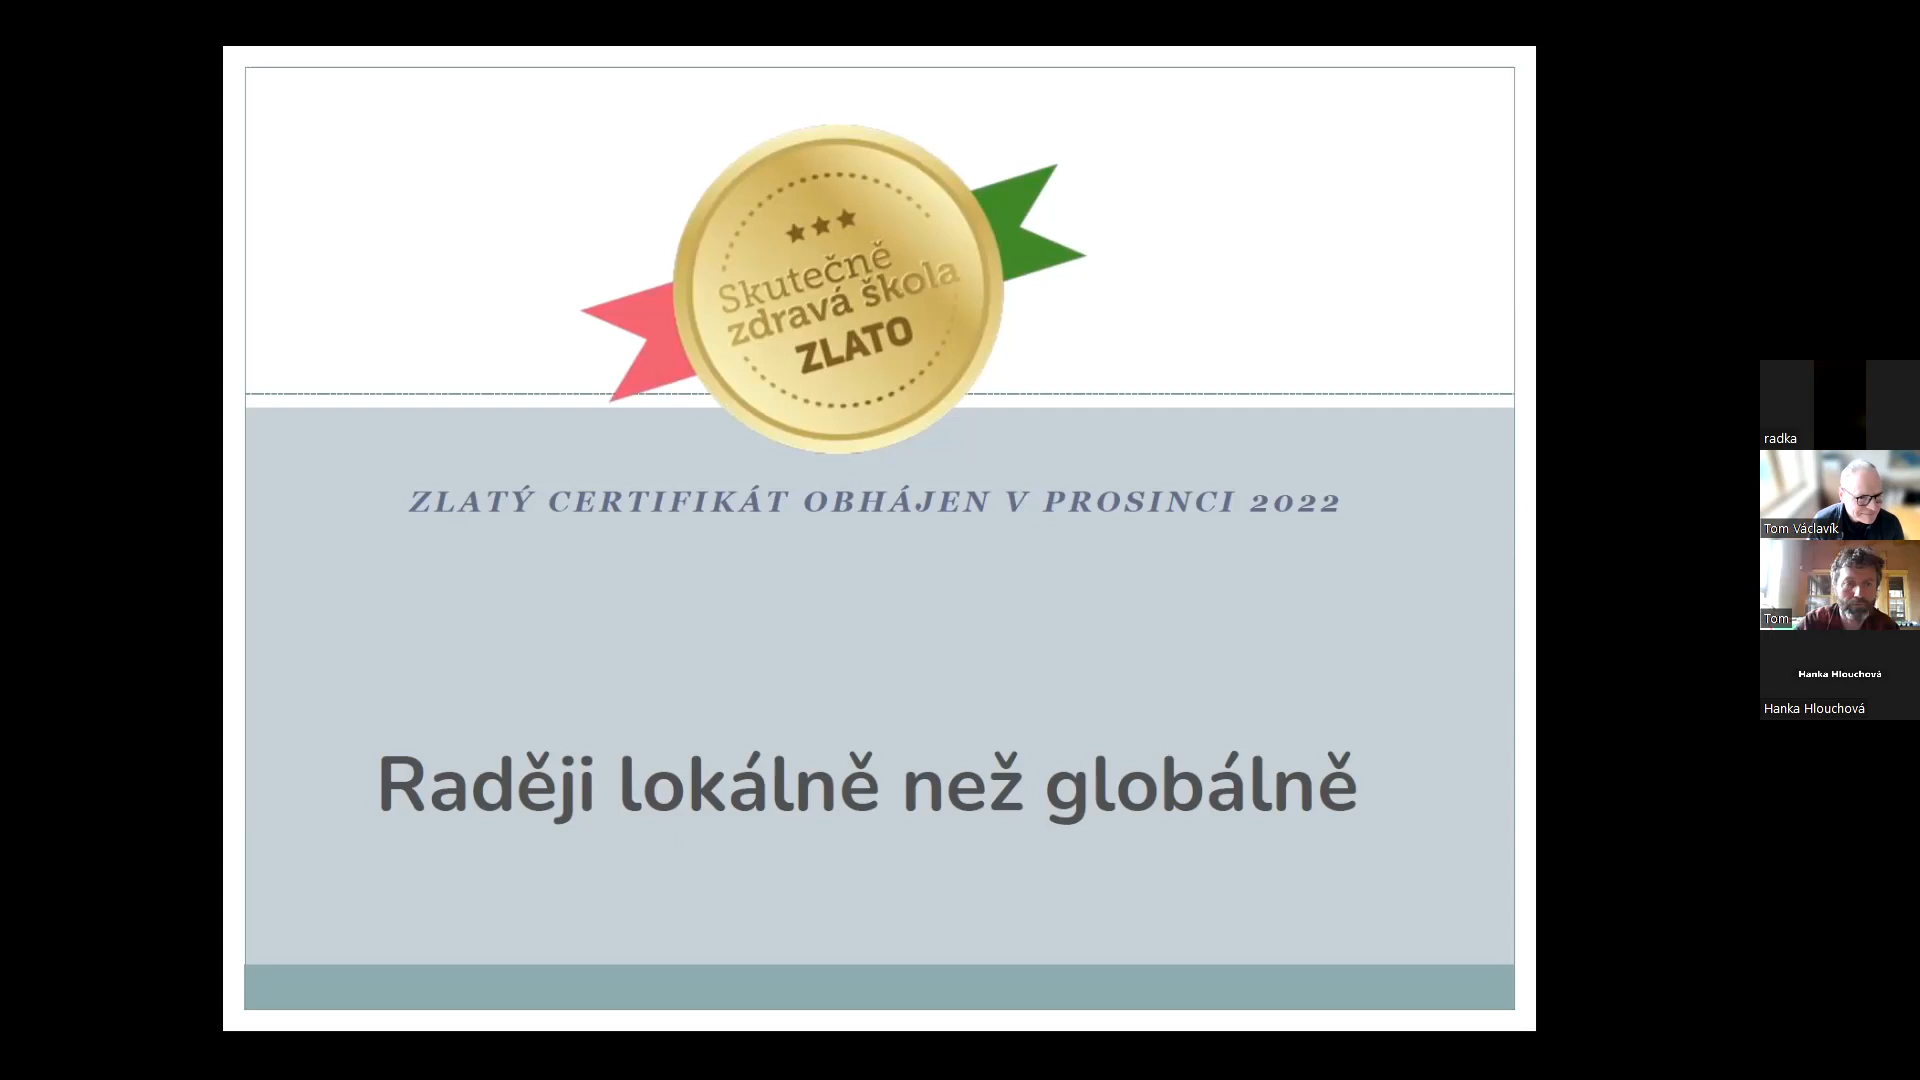 Skutečně
zdravá škola
ZLATO
ZLATÝ CERTIFIKÁT OBHÁJEN V PROSINCI 2022
Raději lokálně než globálně
radka
Tom Václavík
Tom
Hanka Hlouchová
Hanka Hlouchová